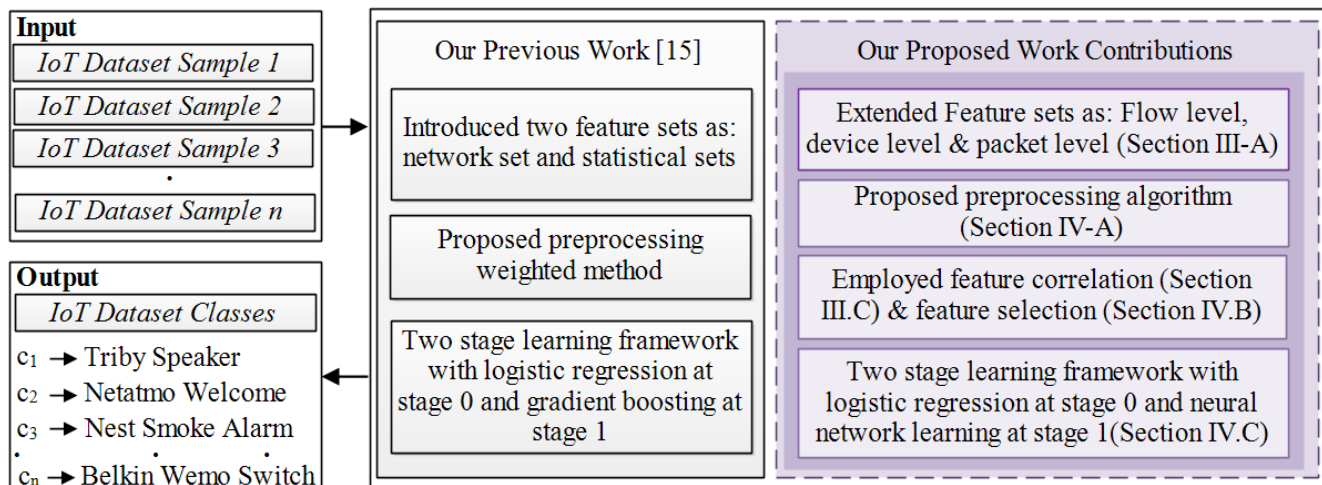 Input
IoT Dataset Sample 1
IoT Dataset Sample 2
IoT Dataset Sample 3
.
IoT Dataset Sample n
Output
IoT Dataset Classes
c1 → Triby Speaker
c2 → Netatmo Welcome
c3 → Nest Smoke Alarm
. . .
cn → Belkin Wemo Switch
Our Previous Work [15]
Introduced two feature sets as:
network set and statistical sets
Proposed preprocessing
weighted method
Two stage learning framework
with logistic regression at
stage 0 and gradient boosting at
stage 1
Our Proposed Work Contributions
Extended Feature sets as: Flow level,
device level & packet level (Section III-A)
Proposed preprocessing algorithm
(Section IV-A)
Employed feature correlation (Section
III.C) & feature selection (Section IV.B)
Two stage learning framework with
logistic regression at stage 0 and neural
network learning at stage 1(Section IV.C)